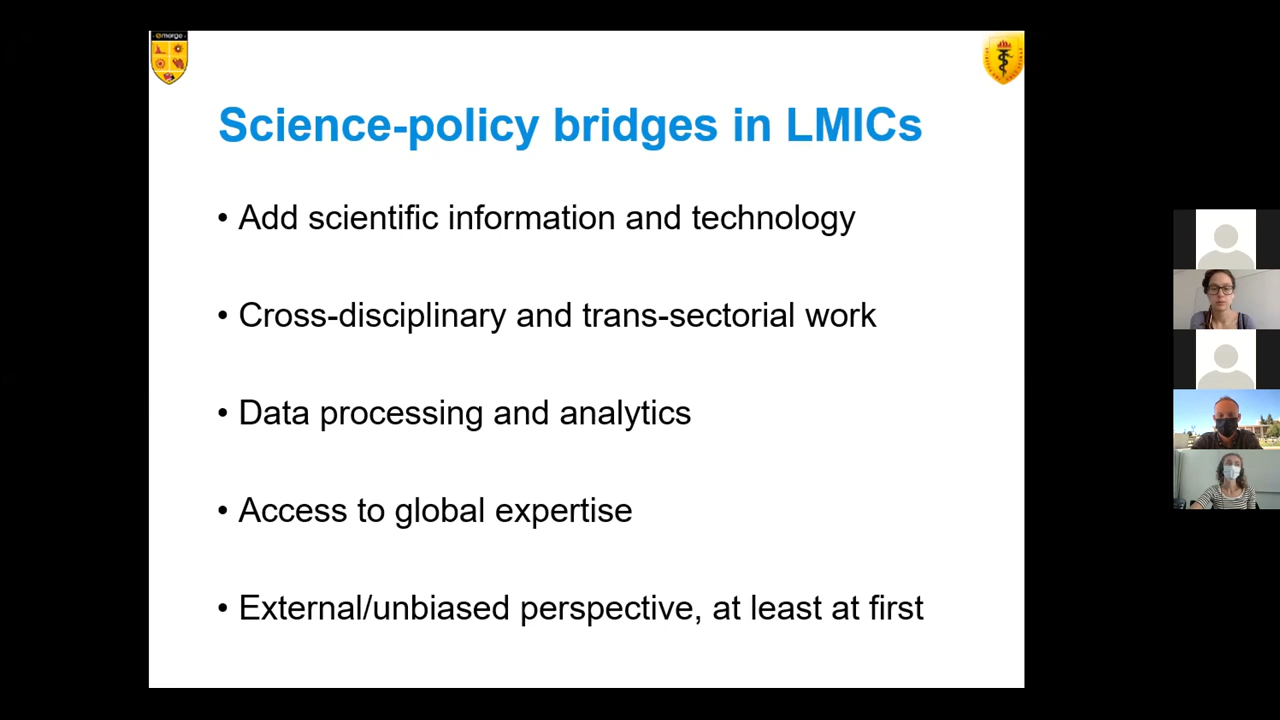 emerge
Science-policy bridges in LMICs
• Add scientific information and technology
• Cross-disciplinary and trans-sectorial work
• Data processing and analytics
• Access to global expertise
• External/unbiased perspective, at least at first